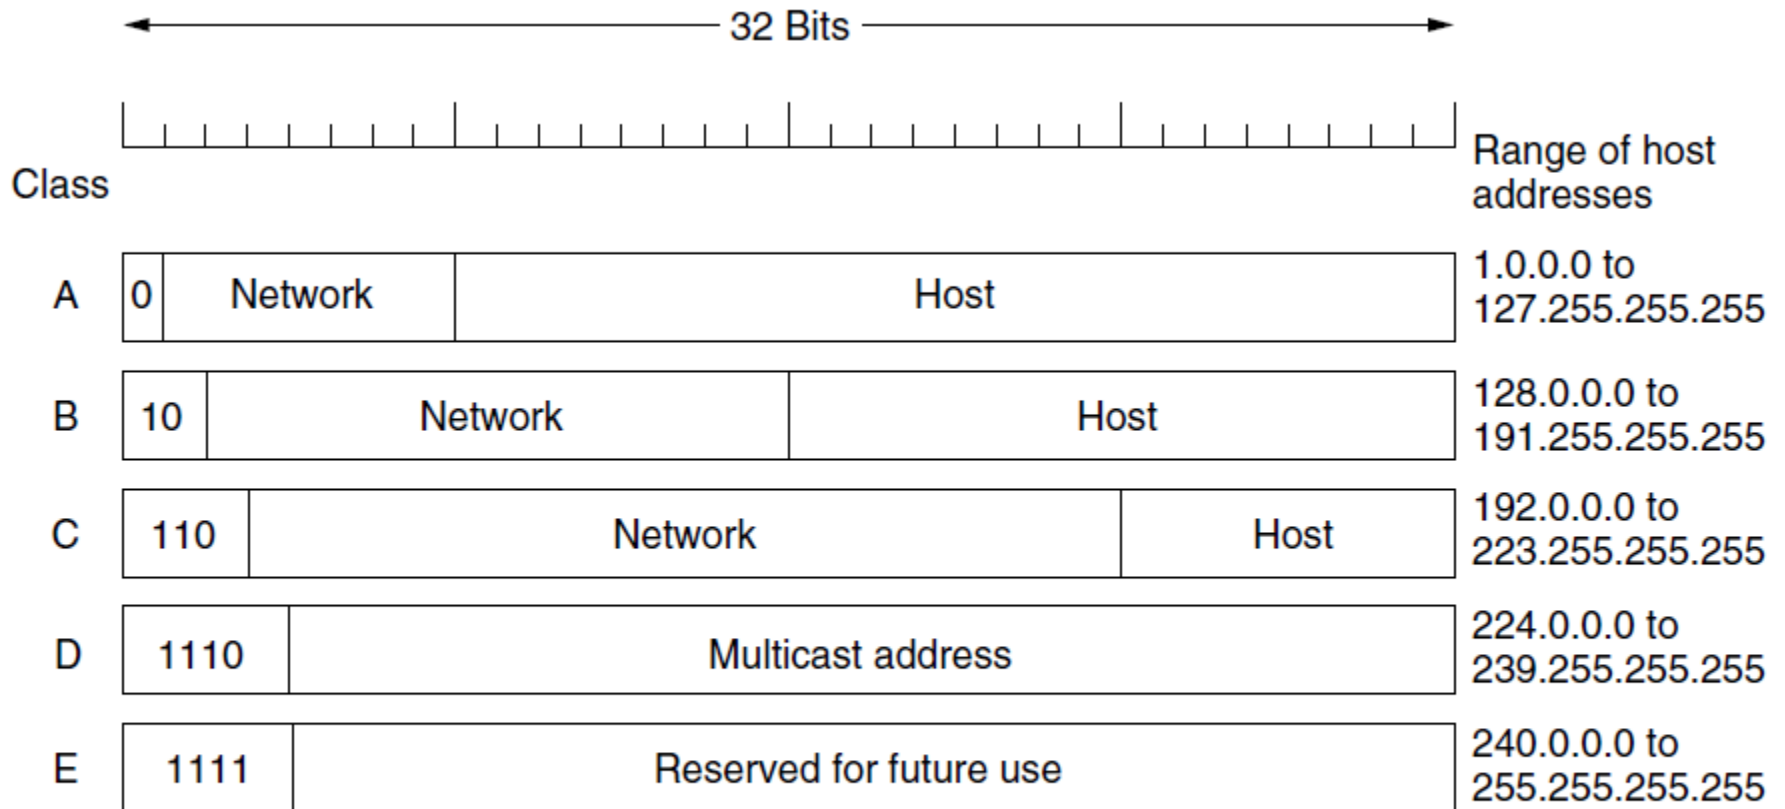 32 Bits
Range of host
addresses
Class
A
0
Network
Host
1.0.0.0 to
127.255.255.255
B
10
Network
Host
128.0.0.0 to
191.255.255.255
C
110
Network
Host
192.0.0.0 to
223.255.255.255
D
1110
Multicast address
224.0.0.0 to
239.255.255.255
E
1111
Reserved for future use
240.0.0.0 to
255.255.255.255